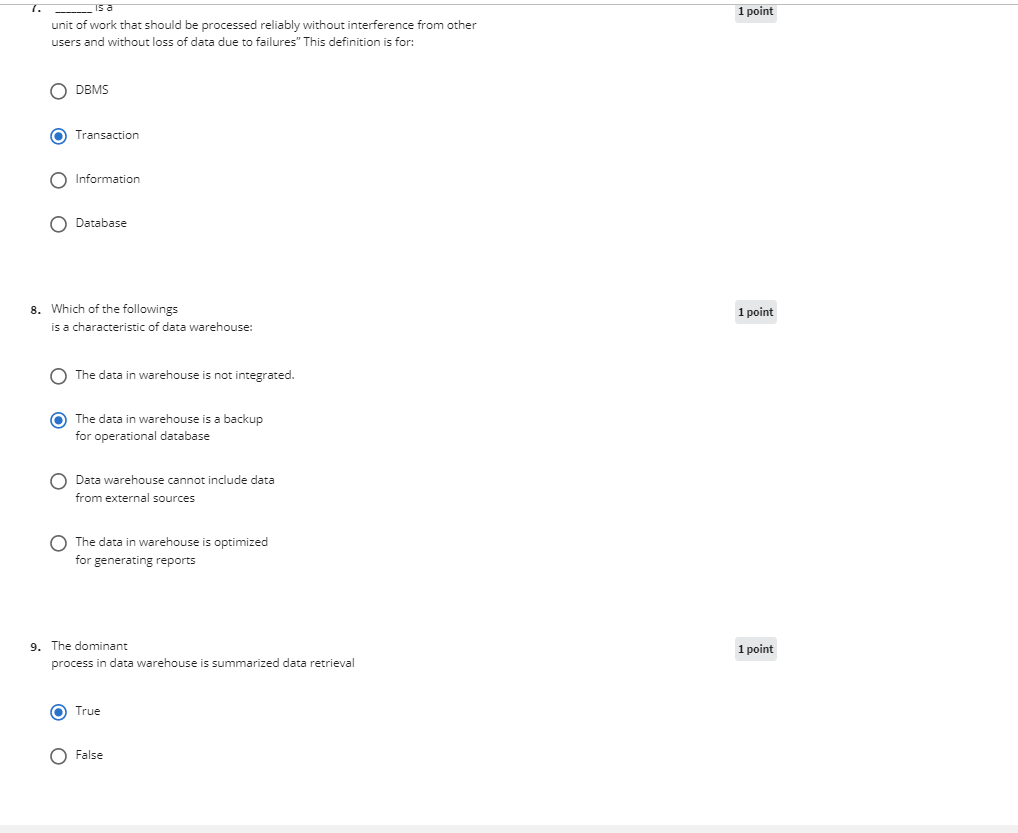 7. _______ is a
1 point
unit of work that should be processed reliably without interference from other
users and without loss of data due to failures” This definition is for:
DBMS
Transaction
Information
Database
8. Which of the followings
1 point
is a characteristic of data warehouse:
The data in warehouse is not integrated.
The data in warehouse is a backup
for operational database
Data warehouse cannot include data
from external sources
The data in warehouse is optimized
for generating reports
9. The dominant
1 point
process in data warehouse is summarized data retrieval
True
False